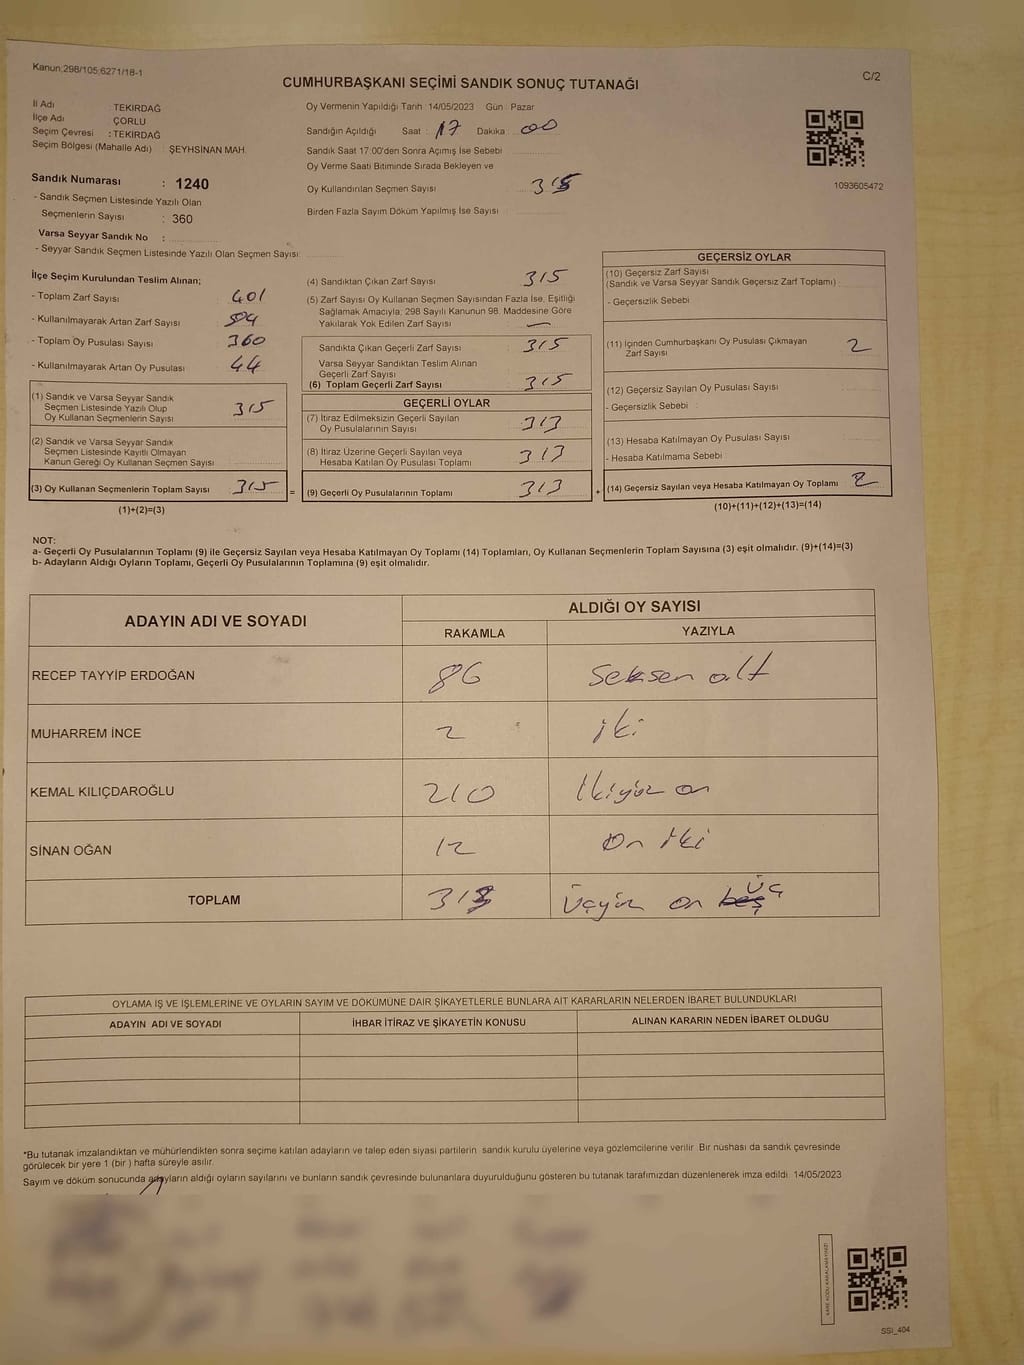 Kanun;298/105;6271/18-1
C/2
CUMHURBAŞKANI SEÇİMİ SANDIK SONUÇ TUTANAĞI
İl Adı TEKİRDAĞ
İlçe Adı ÇORLU
Seçim Çevresi : TEKİRDAĞ
Seçim Bölgesi (Mahalle Adı) : ŞEYHSİNAN MAH.
Sandık Numarası : 1240
- Sandık Seçmen Listesinde Yazılı Olan
Seçmenlerin Sayısı : 360
Varsa Seyyar Sandık No :
- Seyyar Sandık Seçmen Listesinde Yazılı Olan Seçmen Sayısı:
Oy Vermenin Yapıldığı Tarih : 14/05/2023 Gün : Pazar
Sandığın Açıldığı Saat : 17 Dakika : 00
Sandık Saat 17:00'den Sonra Açımış İse Sebebi
Oy Verme Saati Bitiminde Sırada Bekleyen ve
Oy Kullandırılan Seçmen Sayısı 315
Birden Fazla Sayım Döküm Yapılmış İse Sayısı :
1093605472
İlçe Seçim Kurulundan Teslim Alınan;
- Toplam Zarf Sayısı 401
- Kullanılmayarak Artan Zarf Sayısı
- Toplam Oy Pusulası Sayısı 360
- Kullanılmayarak Artan Oy Pusulası 44
(1) Sandık ve Varsa Seyyar Sandık
Seçmen Listesinde Yazılı Olup
Oy Kullanan Seçmenlerin Sayısı 315
(2) Sandık ve Varsa Seyyar Sandık
Seçmen Listesinde Kayıtlı Olmayan
Kanun Gereği Oy Kullanan Seçmen Sayısı
(3) Oy Kullanan Seçmenlerin Toplam Sayısı 315 =
(1)+(2)=(3)
(4) Sandıktan Çıkan Zarf Sayısı 315
(5) Zarf Sayısı Oy Kullanan Seçmen Sayısından Fazla İse, Eşitliği
Sağlamak Amacıyla; 298 Sayılı Kanunun 98. Maddesine Göre
Yakılarak Yok Edilen Zarf Sayısı —
Sandıkta Çıkan Geçerli Zarf Sayısı 315
Varsa Seyyar Sandıktan Teslim Alınan
Geçerli Zarf Sayısı
(6) Toplam Geçerli Zarf Sayısı 315
GEÇERLİ OYLAR
(7) İtiraz Edilmeksizin Geçerli Sayılan
Oy Pusulalarının Sayısı 313
(8) İtiraz Üzerine Geçerli Sayılan veya
Hesaba Katılan Oy Pusulası Toplamı 313
(9) Geçerli Oy Pusulalarının Toplamı 313 +
GEÇERSİZ OYLAR
(10) Geçersiz Zarf Sayısı
(Sandık ve Varsa Seyyar Sandık Geçersiz Zarf Toplamı)
- Geçersizlik Sebebi
(11) İçinden Cumhurbaşkanı Oy Pusulası Çıkmayan
Zarf Sayısı 2
(12) Geçersiz Sayılan Oy Pusulası Sayısı
- Geçersizlik Sebebi :
(13) Hesaba Katılmayan Oy Pusulası Sayısı
- Hesaba Katılmama Sebebi
(14) Geçersiz Sayılan veya Hesaba Katılmayan Oy Toplamı 2
(10)+(11)+(12)+(13)=(14)
NOT:
a- Geçerli Oy Pusulalarının Toplamı (9) ile Geçersiz Sayılan veya Hesaba Katılmayan Oy Toplamı (14) Toplamları, Oy Kullanan Seçmenlerin Toplam Sayısına (3) eşit olmalıdır. (9)+(14)=(3)
b- Adayların Aldığı Oyların Toplamı, Geçerli Oy Pusulalarının Toplamına (9) eşit olmalıdır.
ADAYIN ADI VE SOYADI ALDIĞI OY SAYISI
RAKAMLA YAZIYLA
RECEP TAYYİP ERDOĞAN 86 Seksen altı
MUHARREM İNCE 2 iki
KEMAL KILIÇDAROĞLU 210 İkiyüz on
SİNAN OĞAN 12 On iki
TOPLAM 313 Üçyüz on beş üç
OYLAMA İŞ VE İŞLEMLERİNE VE OYLARIN SAYIM VE DÖKÜMÜNE DAİR ŞİKAYETLERLE BUNLARA AİT KARARLARIN NELERDEN İBARET BULUNDUKLARI
ADAYIN ADI VE SOYADI İHBAR İTİRAZ VE ŞİKAYETİN KONUSU ALINAN KARARIN NEDEN İBARET OLDUĞU
*Bu tutanak imzalandıktan ve mühürlendikten sonra seçime katılan adayların ve talep eden siyasi partilerin sandık kurulu üyelerine veya gözlemcilerine verilir. Bir nüshası da sandık çevresinde
görülecek bir yere 1 (bir ) hafta süreyle asılır.
Sayım ve döküm sonucunda adayların aldığı oyların sayılarını ve bunların sandık çevresinde bulunanlara duyurulduğunu gösteren bu tutanak tarafımızdan düzenlenerek imza edildi. 14/05/2023
SSI_404